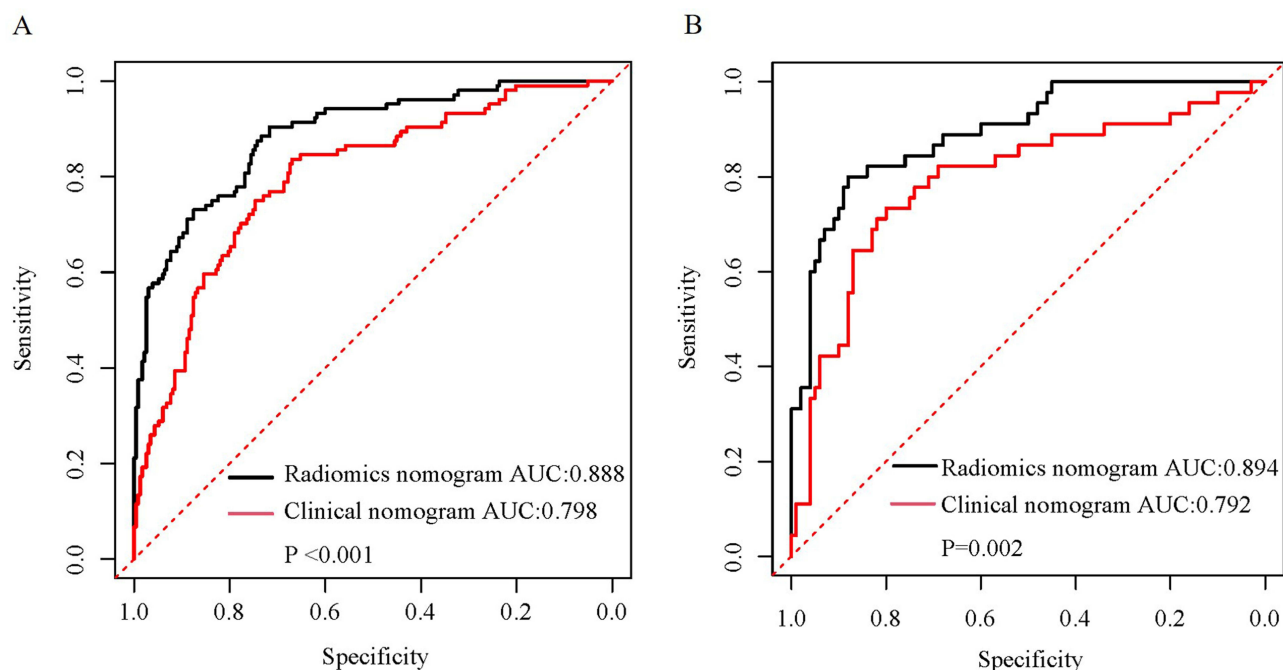 A
1.0
0.8
0.6
0.4
0.2
0.0
Sensitivity
Radiomics nomogram AUC:0.888
Clinical nomogram AUC:0.798
P <0.001
1.0
0.8
0.6
0.4
0.2
0.0
Specificity
B
1.0
0.8
0.6
0.4
0.2
0.0
Sensitivity
Radiomics nomogram AUC:0.894
Clinical nomogram AUC:0.792
P=0.002
1.0
0.8
0.6
0.4
0.2
0.0
Specificity